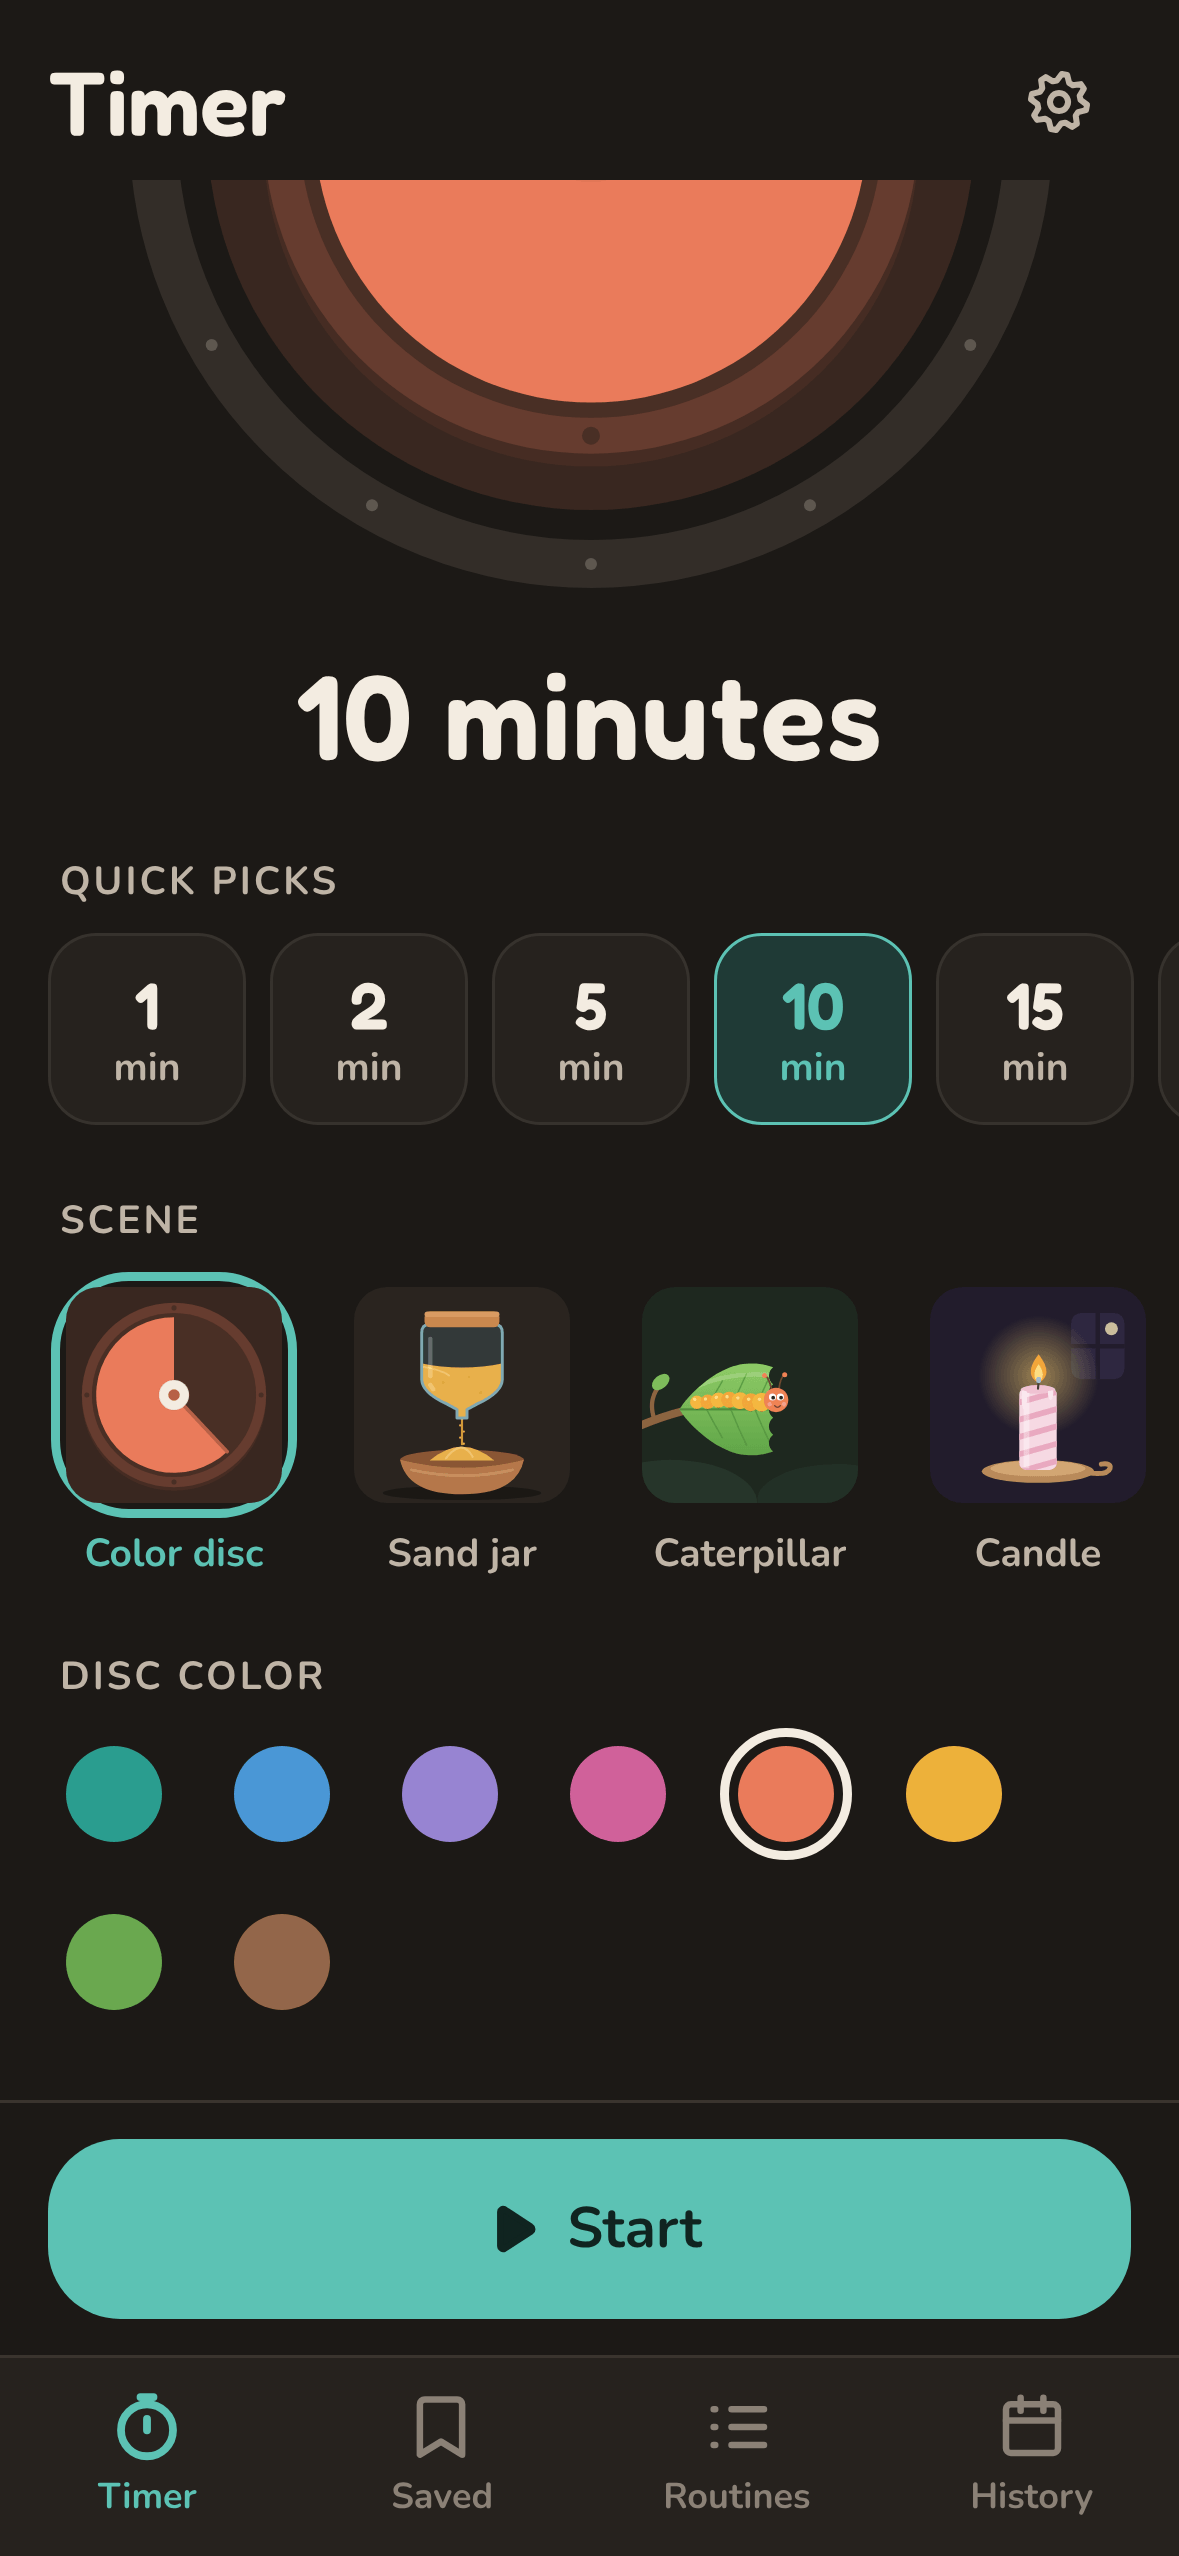 Timer
10 minutes
QUICK PICKS
1 min
2 min
5 min
10 min
15 min
SCENE
Color disc
Sand jar
Caterpillar
Candle
DISC COLOR
Start
Timer
Saved
Routines
History